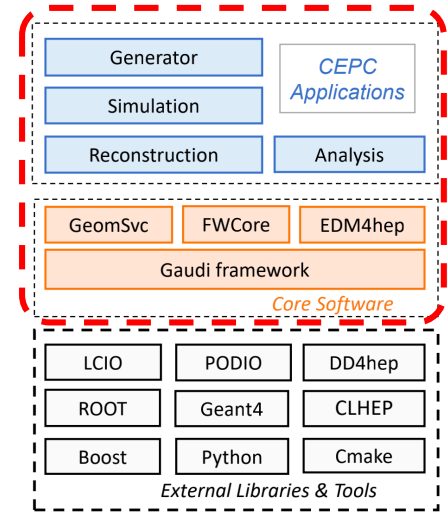 Generator
CEPC
Applications
Simulation
Reconstruction
Analysis
GeomSvc
FWCore
EDM4hep
Gaudi framework
Core Software
LCIO
PODIO
DD4hep
ROOT
Geant4
CLHEP
Boost
Python
Cmake
External Libraries & Tools